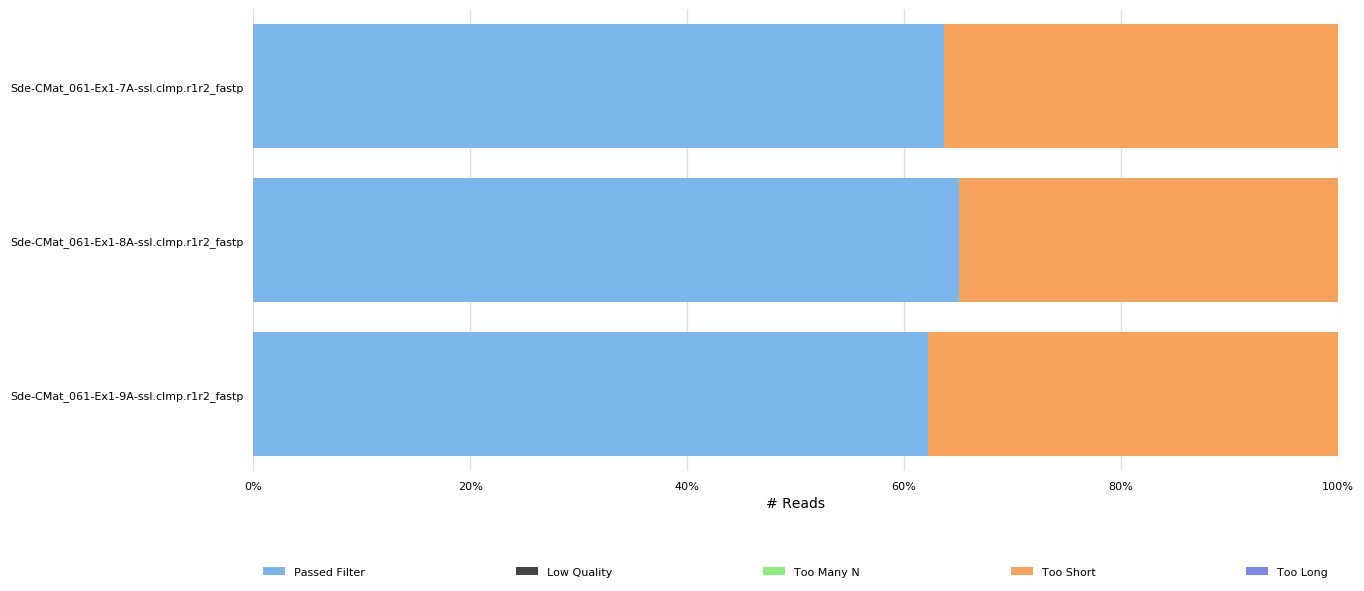 Sde-CMat_061-Ex1-7A-ssl.clmp.r1r2_fastp
Sde-CMat_061-Ex1-8A-ssl.clmp.r1r2_fastp
Sde-CMat_061-Ex1-9A-ssl.clmp.r1r2_fastp
0% 20% 40% 60% 80% 100%
# Reads
Passed Filter Low Quality Too Many N Too Short Too Long